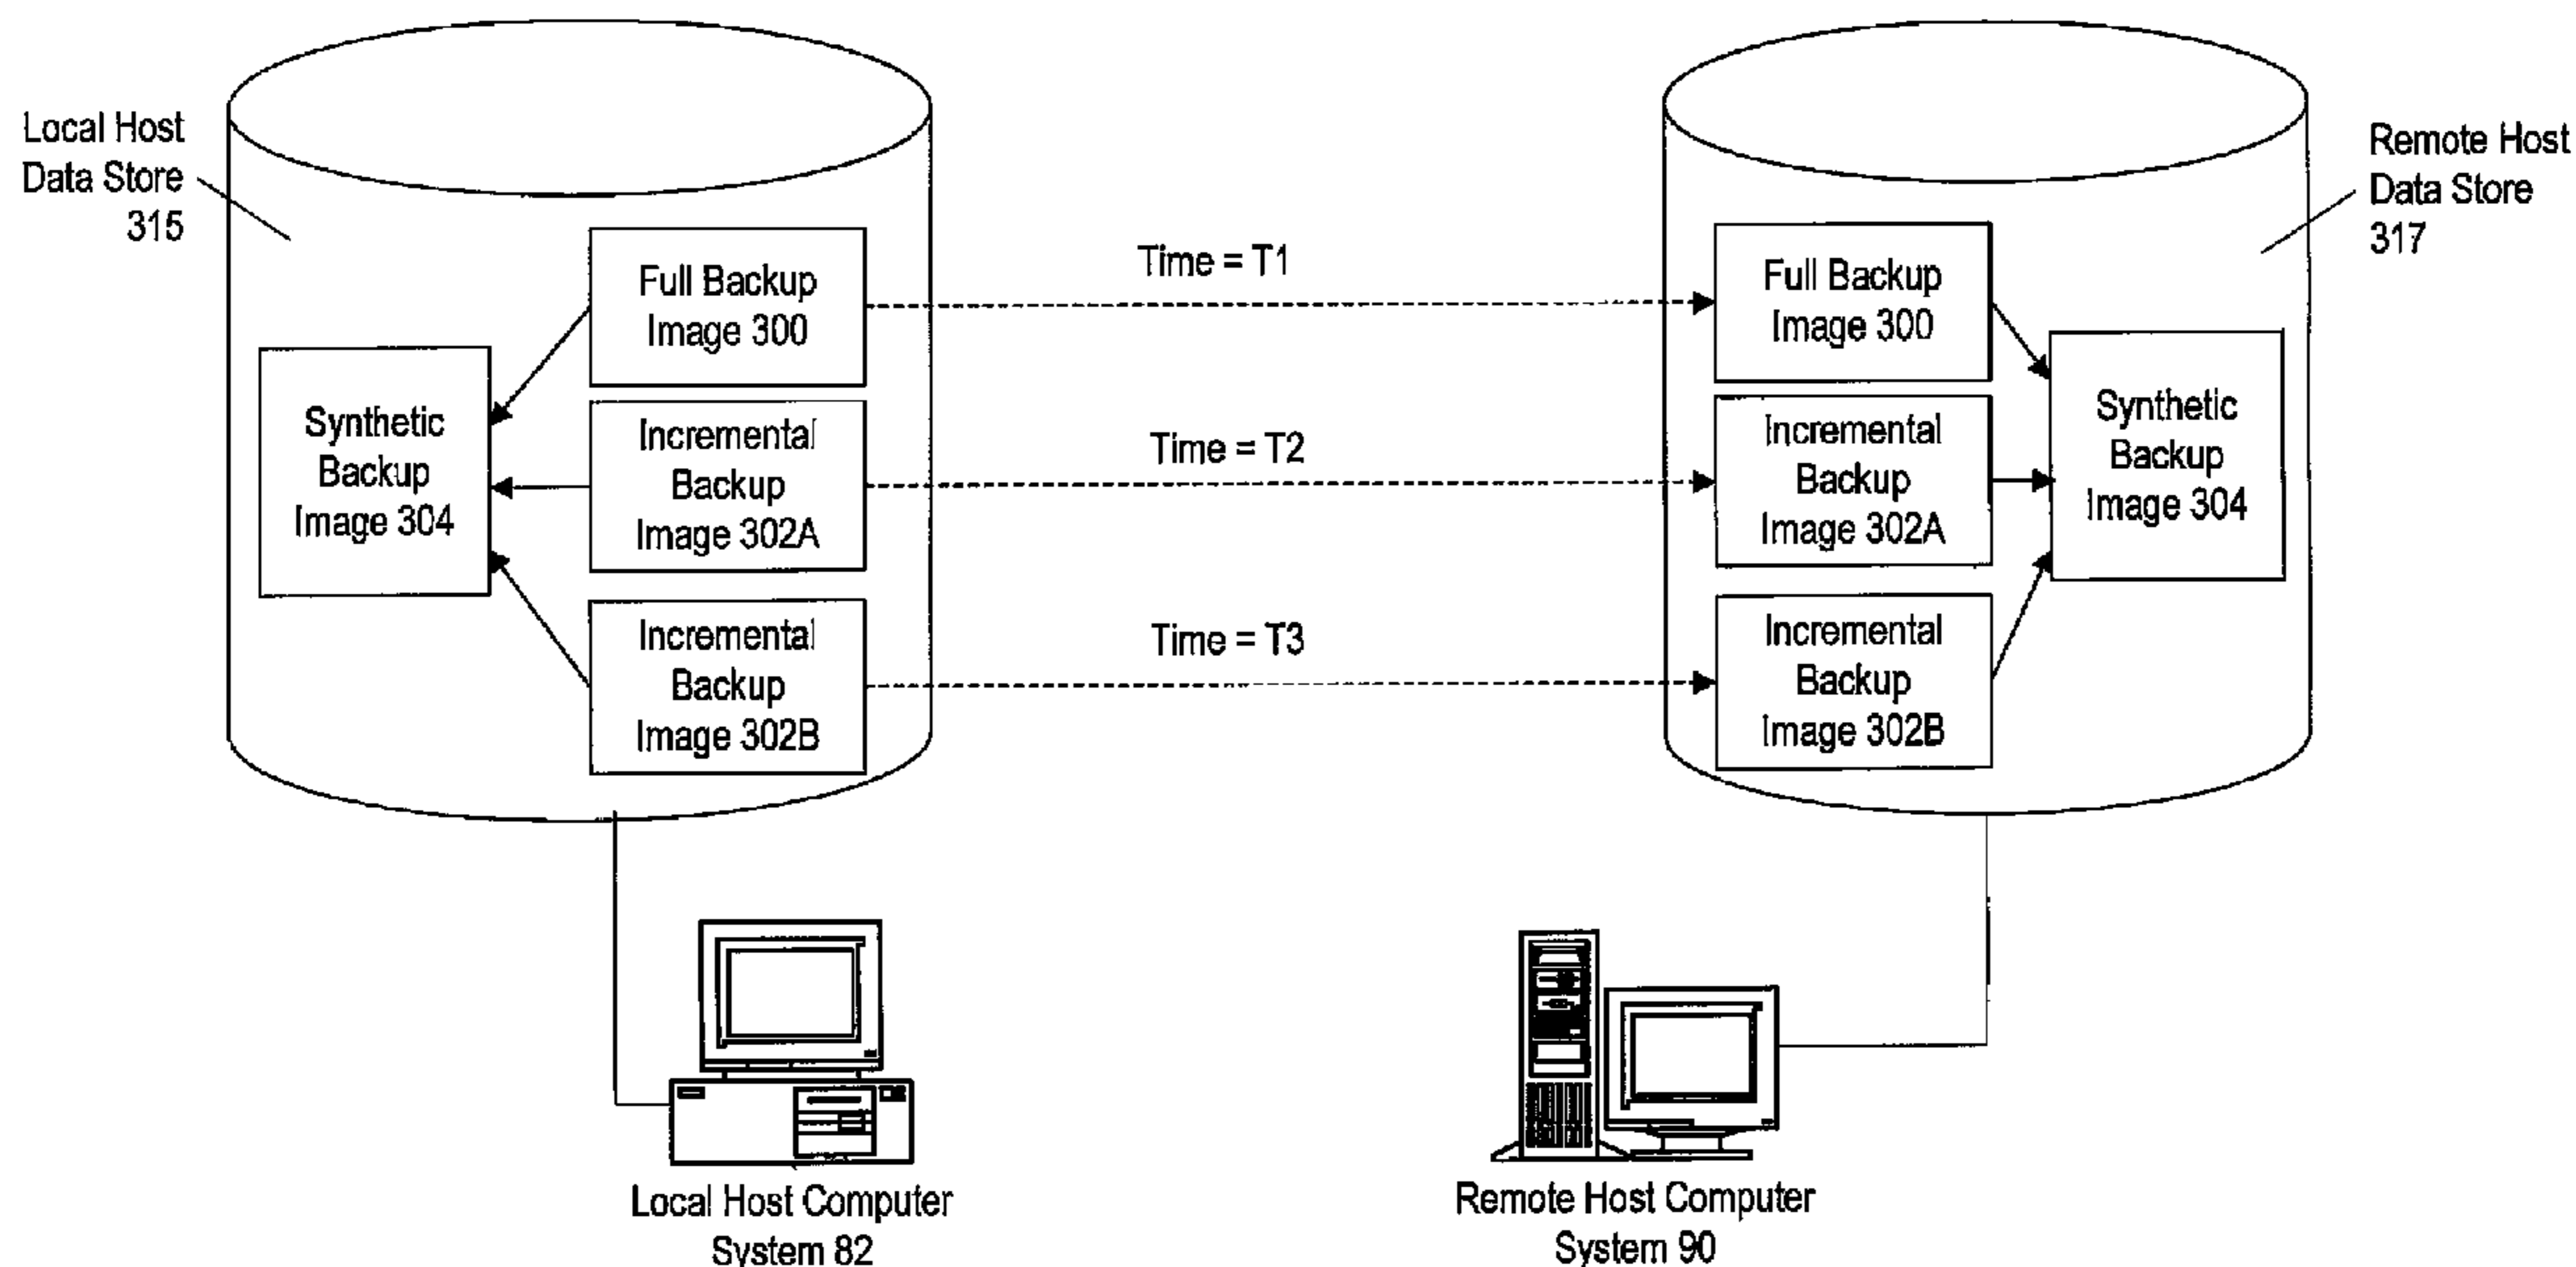 Local Host
Data Store
315
Full Backup
Image 300
Synthetic
Backup
Image 304
Incremental
Backup
Image 302A
Incremental
Backup
Image 302B
Time = T1
Time = T2
Time = T3
Full Backup
Image 300
Incremental
Backup
Image 302A
Incremental
Backup
Image 302B
Synthetic
Backup
Image 304
Remote Host
Data Store
317
Local Host Computer
System 82
Remote Host Computer
System 90